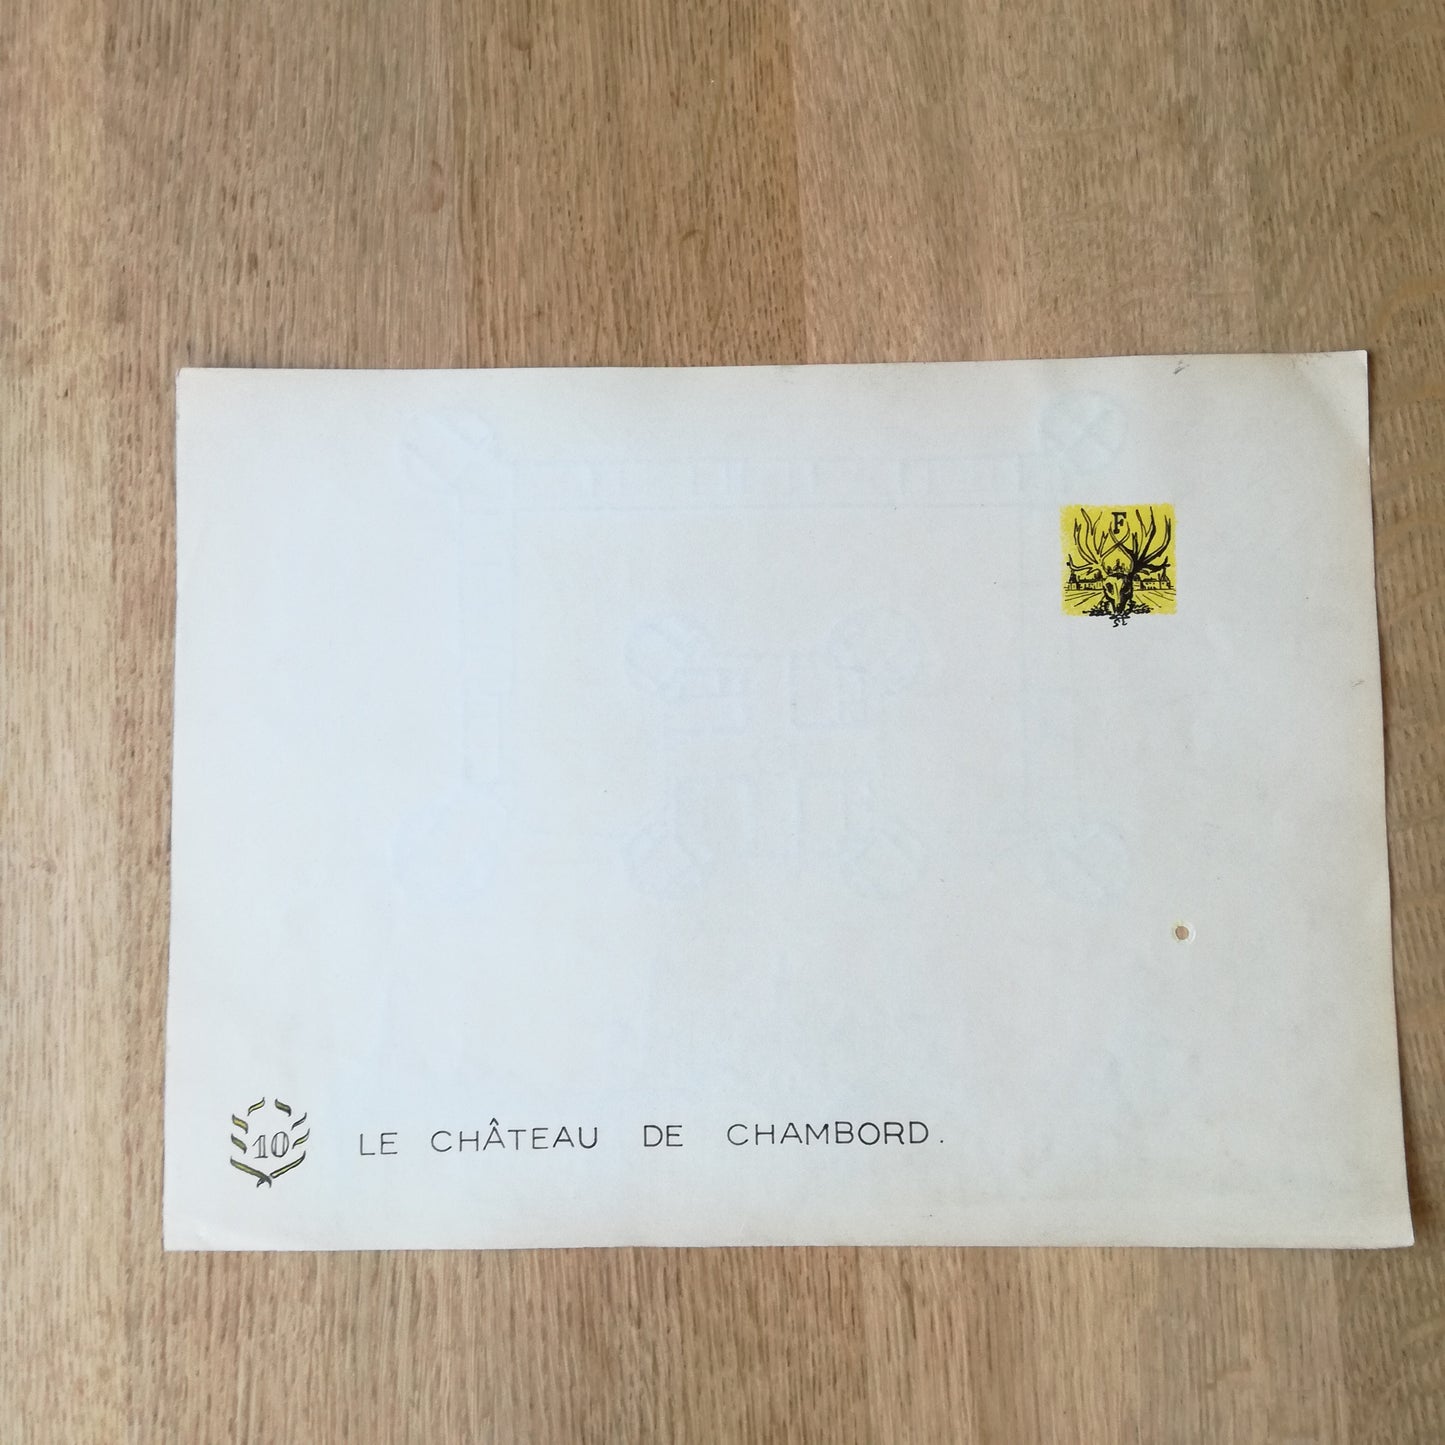 F
10 LE CHÂTEAU DE CHAMBORD.